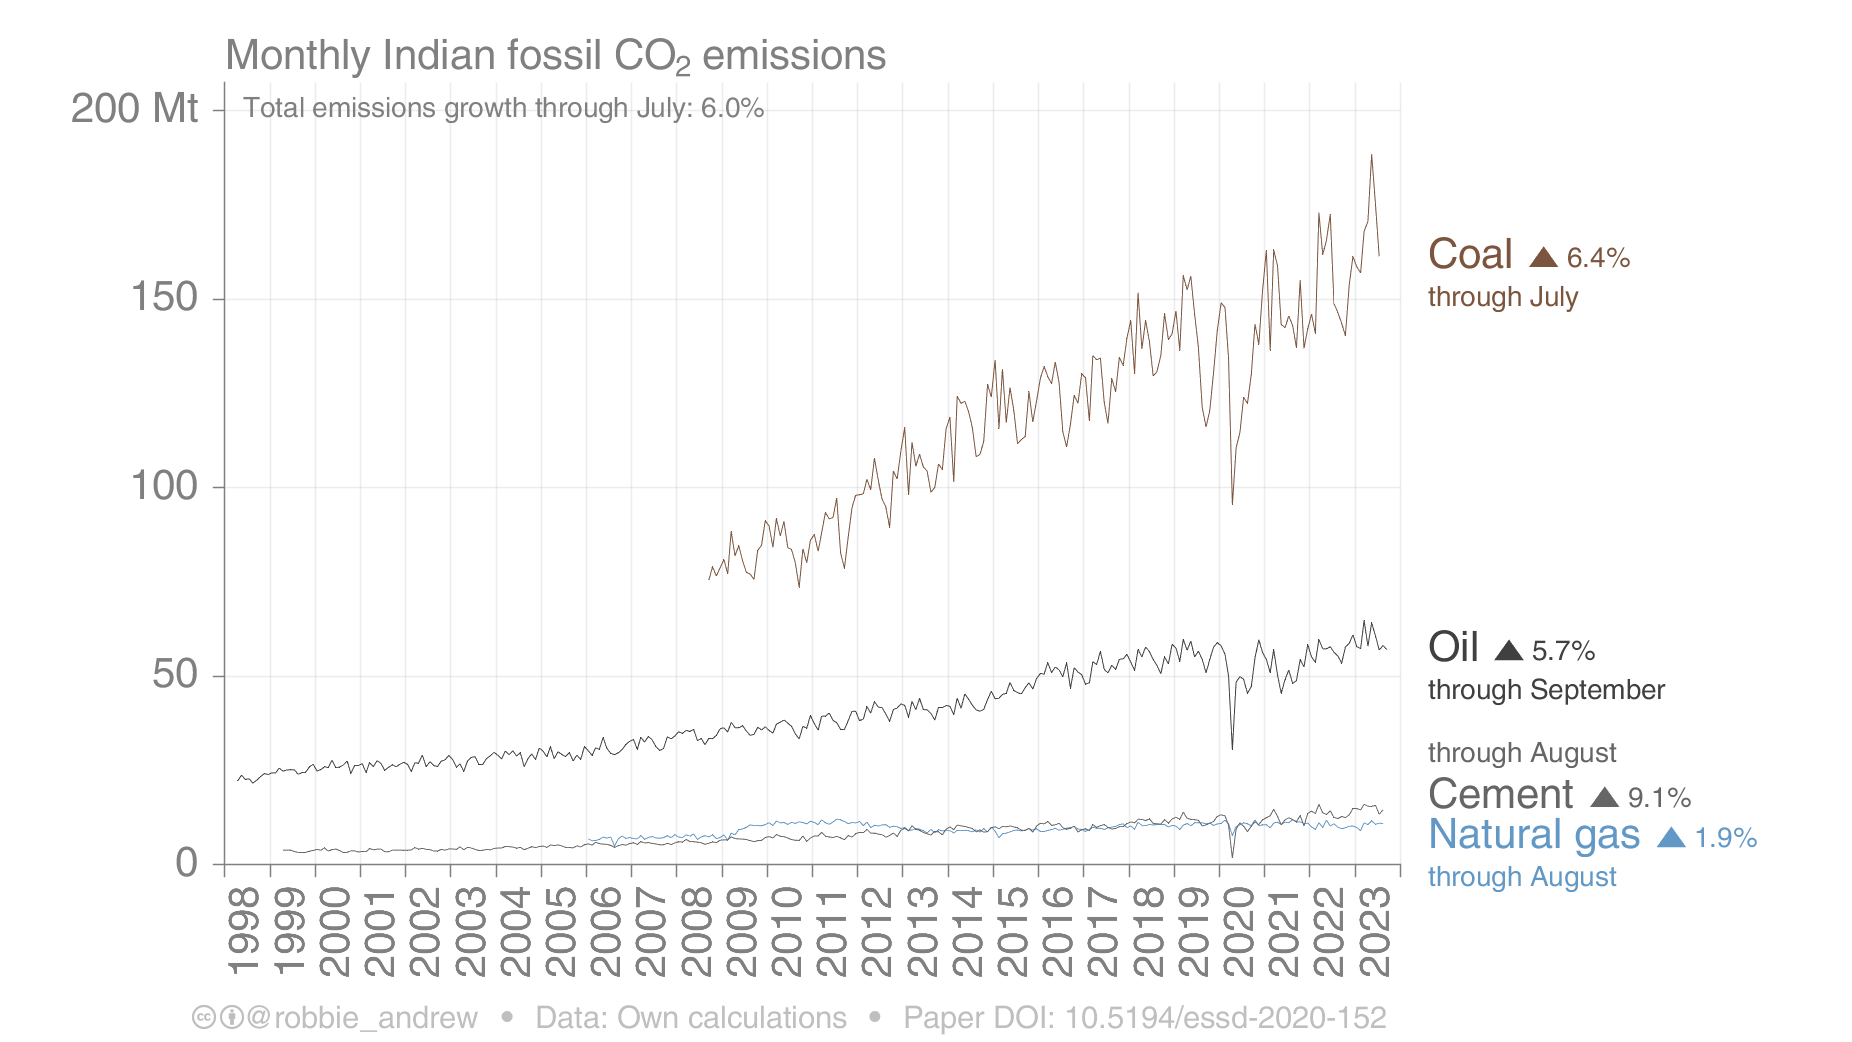 Monthly Indian fossil CO₂ emissions
Total emissions growth through July: 6.0%
200 Mt
150
100
50
0
Coal ▲ 6.4%
through July
Oil ▲ 5.7%
through September
through August
Cement ▲ 9.1%
Natural gas ▲ 1.9%
through August
1998 1999 2000 2001 2002 2003 2004 2005 2006 2007 2008 2009 2010 2011 2012 2013 2014 2015 2016 2017 2018 2019 2020 2021 2022 2023
@robbie_andrew • Data: Own calculations • Paper DOI: 10.5194/essd-2020-152